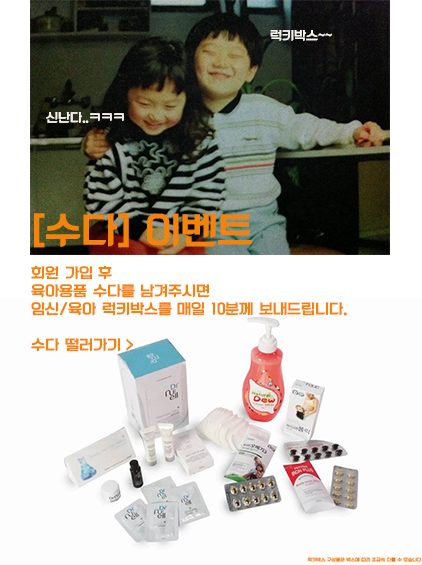 럭키박스~~
신난다..ㅋㅋㅋ
[수다] 이벤트
회원 가입 후
육아용품 수다를 남겨주시면
임신/육아 럭키박스를 매일 10분께 보내드립니다.
수다 떨러가기 >
Dew
IRON PLUS
럭키박스 구성품은 박스에 따라 조금씩 다를 수 있습니다